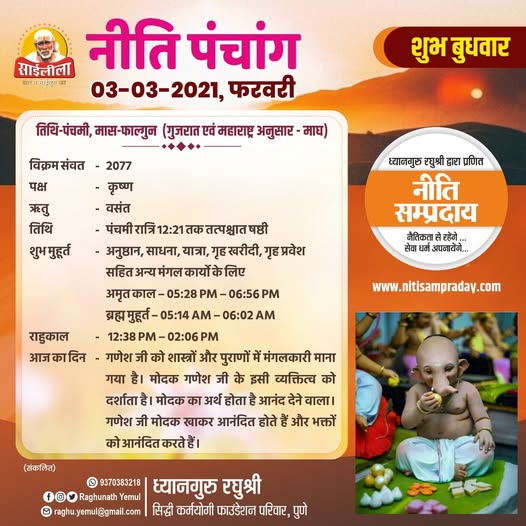 साईलीला
नीति पंचांग
शुभ बुधवार
03-03-2021, फरवरी
तिथि-पंचमी, मास-फाल्गुन (गुजरात एवं महाराष्ट्र अनुसार - माघ)
विक्रम संवत - 2077
पक्ष - कृष्ण
ऋतु - वसंत
तिथि - पंचमी रात्रि 12:21 तक तत्पश्चात षष्ठी
शुभ मुहूर्त - अनुष्ठान, साधना, यात्रा, गृह खरीदी, गृह प्रवेश
सहित अन्य मंगल कार्यो के लिए
अमृत काल – 05:28 PM – 06:56 PM
ब्रह्म मुहूर्त – 05:14 AM – 06:02 AM
राहुकाल - 12:38 PM – 02:06 PM
आज का दिन - गणेश जी को शास्त्रों और पुराणों में मंगलकारी माना
गया है। मोदक गणेश जी के इसी व्यक्तित्व को
दर्शाता है। मोदक का अर्थ होता है आनंद देने वाला।
गणेश जी मोदक खाकर आनंदित होते हैं और भक्तों
को आनंदित करते हैं।
(संकलित)
ध्यानगुरु रघुश्री द्वारा प्रणित
नीति
सम्प्रदाय
नैतिकता से रहेंगे ...
सेवा धर्म अपनायेंगे...
www.nitisampraday.com
9370383218
Raghunath Yemul
raghu.yemul@gmail.com
ध्यानगुरु रघुश्री
सिद्धी कर्मयोगी फाउंडेशन परिवार, पुणे